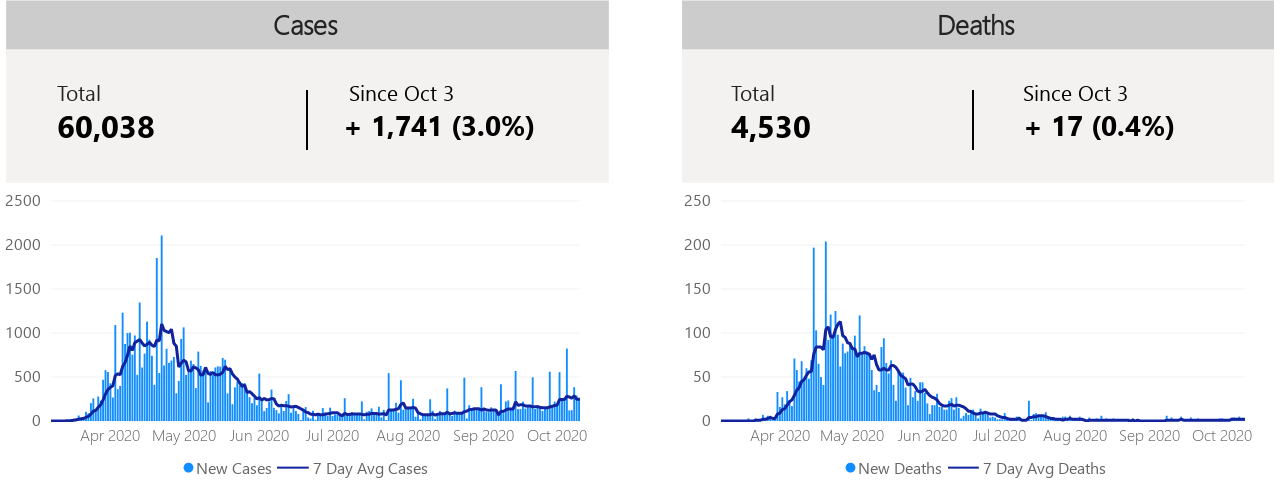 Cases
Total
60,038
Since Oct 3
+ 1,741 (3.0%)
2500
2000
1500
1000
500
0
Apr 2020 May 2020 Jun 2020 Jul 2020 Aug 2020 Sep 2020 Oct 2020
New Cases 7 Day Avg Cases
Deaths
Total
4,530
Since Oct 3
+ 17 (0.4%)
250
200
150
100
50
0
Apr 2020 May 2020 Jun 2020 Jul 2020 Aug 2020 Sep 2020 Oct 2020
New Deaths 7 Day Avg Deaths